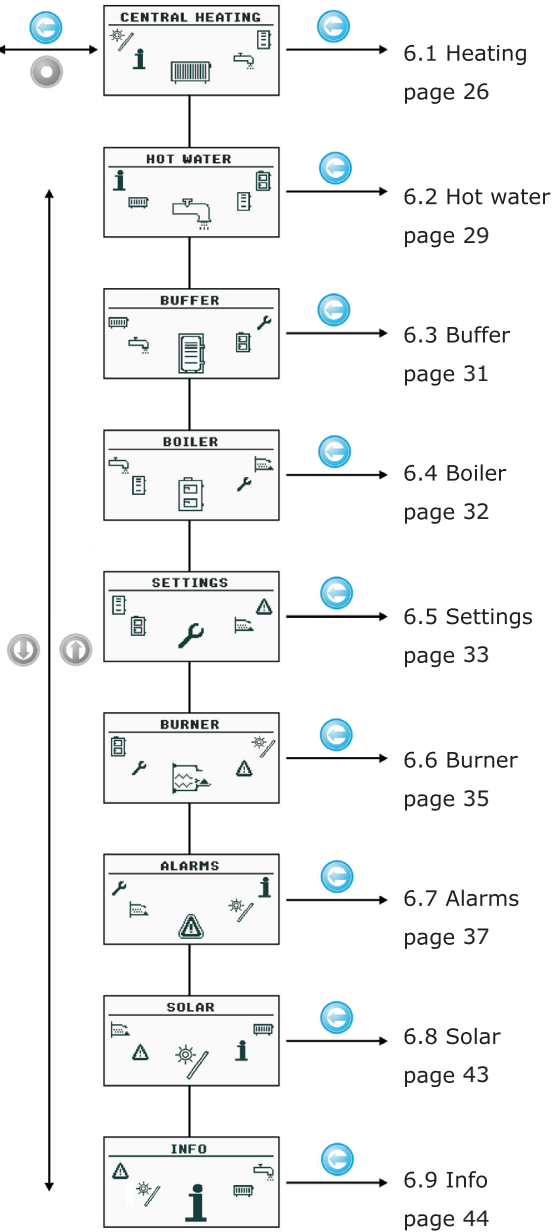 CENTRAL HEATING
6.1 Heating
page 26
HOT WATER
6.2 Hot water
page 29
BUFFER
6.3 Buffer
page 31
BOILER
6.4 Boiler
page 32
SETTINGS
6.5 Settings
page 33
BURNER
6.6 Burner
page 35
ALARMS
6.7 Alarms
page 37
SOLAR
6.8 Solar
page 43
INFO
6.9 Info
page 44